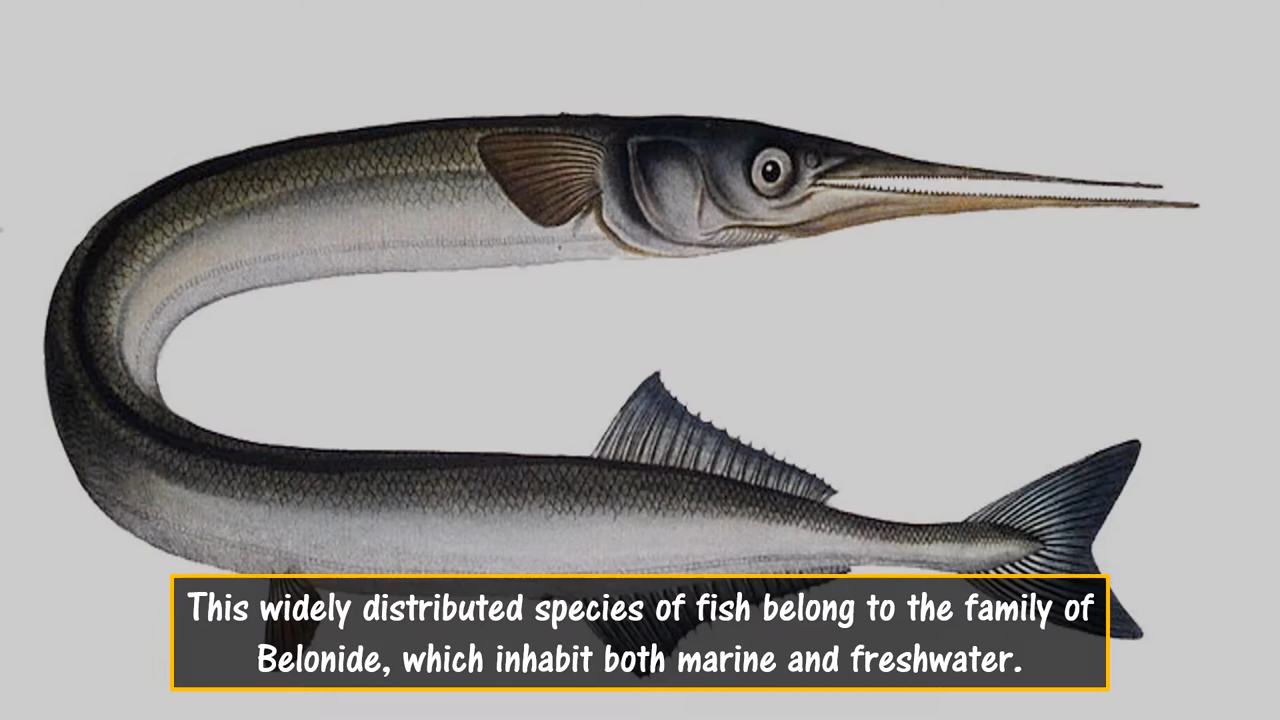 This widely distributed species of fish belong to the family of
Belonide, which inhabit both marine and freshwater.